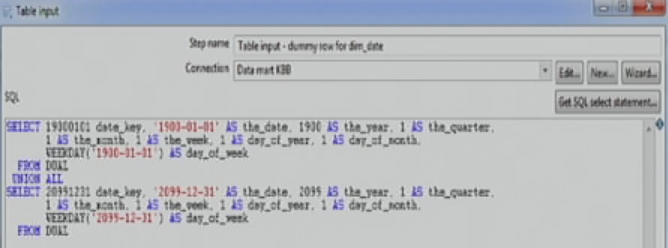 Table input
Step name Table input - dummy row for dim_date
Connection Data mart KBB
Edit... New... Wizard...
SQL
Get SQL select statement...
SELECT 19000101 date_key, '1900-01-01' AS the_date, 1900 AS the_year, 1 AS the_quarter,
1 AS the_month, 1 AS the_week, 1 AS day_of_year, 1 AS day_of_month,
WEEKDAY('1900-01-01') AS day_of_week
FROM DUAL
UNION ALL
SELECT 20991231 date_key, '2099-12-31' AS the_date, 2099 AS the_year, 1 AS the_quarter,
1 AS the_month, 1 AS the_week, 1 AS day_of_year, 1 AS day_of_month,
WEEKDAY('2099-12-31') AS day_of_week
FROM DUAL